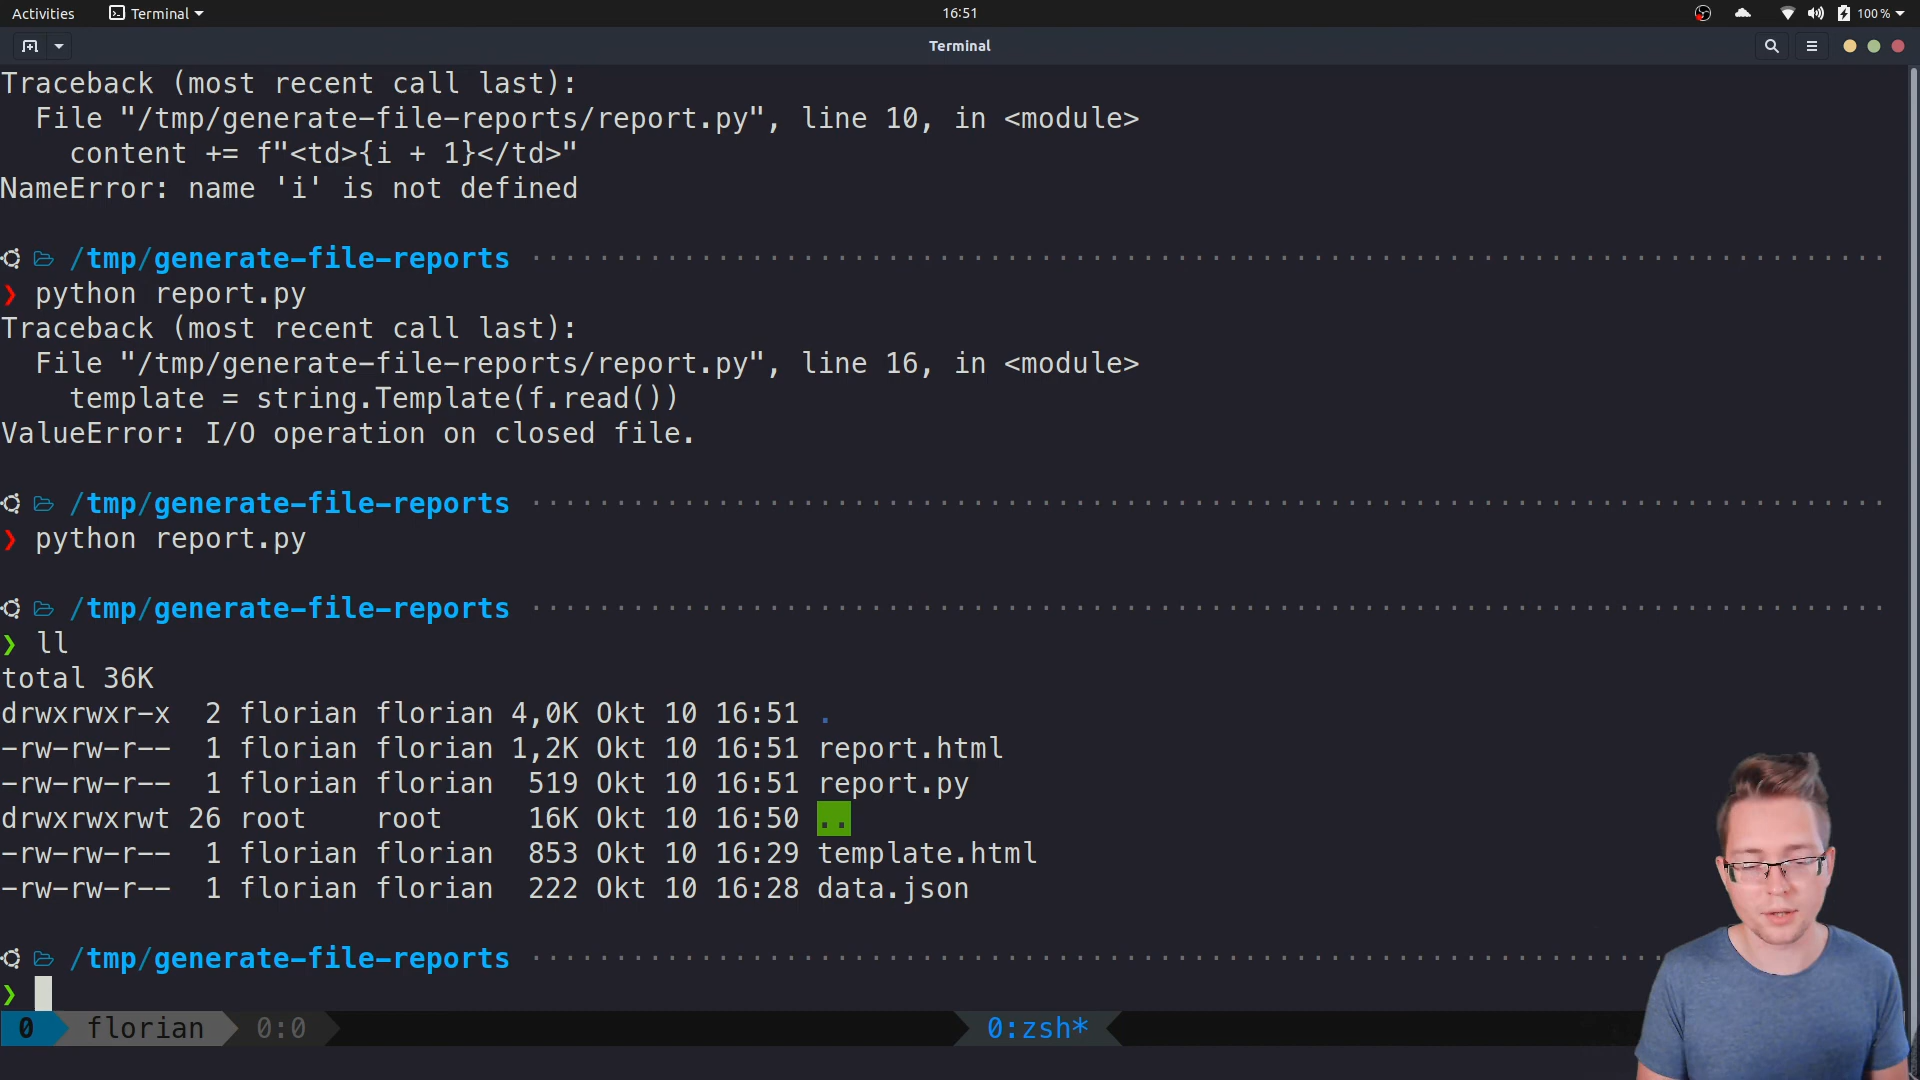 Activities Terminal 16:51 100 %
Terminal
Traceback (most recent call last):
  File "/tmp/generate-file-reports/report.py", line 10, in <module>
    content += f"<td>{i + 1}</td>"
NameError: name 'i' is not defined
/tmp/generate-file-reports
❯ python report.py
Traceback (most recent call last):
  File "/tmp/generate-file-reports/report.py", line 16, in <module>
    template = string.Template(f.read())
ValueError: I/O operation on closed file.
/tmp/generate-file-reports
❯ python report.py
/tmp/generate-file-reports
❯ ll
total 36K
drwxrwxr-x  2 florian florian 4,0K Okt 10 16:51 .
-rw-rw-r--  1 florian florian 1,2K Okt 10 16:51 report.html
-rw-rw-r--  1 florian florian  519 Okt 10 16:51 report.py
drwxrwxrwt 26 root    root     16K Okt 10 16:50 ..
-rw-rw-r--  1 florian florian  853 Okt 10 16:29 template.html
-rw-rw-r--  1 florian florian  222 Okt 10 16:28 data.json
/tmp/generate-file-reports
❯
0 florian 0:0 0:zsh*